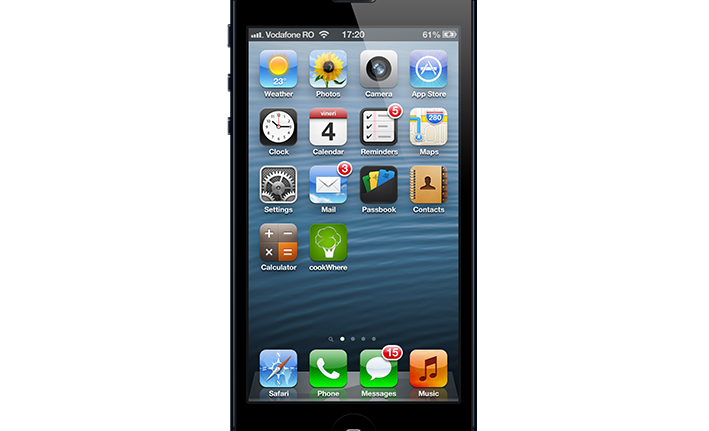 Vodafone RO 17:20 61%
23°
Weather Photos Camera App Store
vineri 5 280
4
Clock Calendar Reminders Maps
3
Settings Mail Passbook Contacts
Calculator cookWhere
15
Safari Phone Messages Music